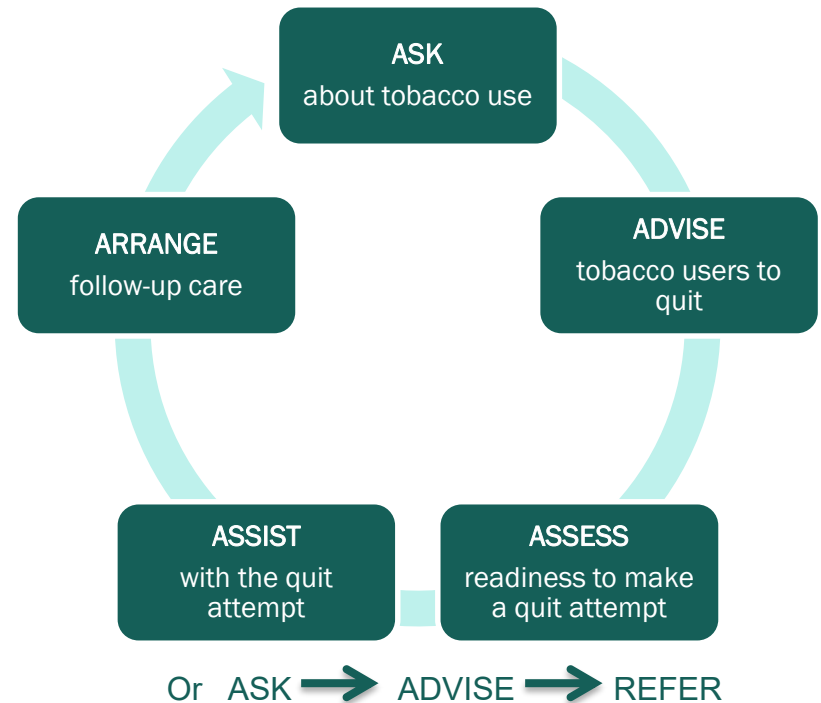 ASK
about tobacco use
ADVISE
tobacco users to
quit
ASSESS
readiness to make
a quit attempt
ASSIST
with the quit
attempt
ARRANGE
follow-up care
Or ASK ADVISE REFER